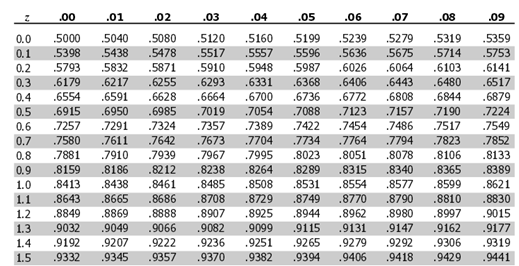 z .00 .01 .02 .03 .04 .05 .06 .07 .08 .09
0.0 .5000 .5040 .5080 .5120 .5160 .5199 .5239 .5279 .5319 .5359
0.1 .5398 .5438 .5478 .5517 .5557 .5596 .5636 .5675 .5714 .5753
0.2 .5793 .5832 .5871 .5910 .5948 .5987 .6026 .6064 .6103 .6141
0.3 .6179 .6217 .6255 .6293 .6331 .6368 .6406 .6443 .6480 .6517
0.4 .6554 .6591 .6628 .6664 .6700 .6736 .6772 .6808 .6844 .6879
0.5 .6915 .6950 .6985 .7019 .7054 .7088 .7123 .7157 .7190 .7224
0.6 .7257 .7291 .7324 .7357 .7389 .7422 .7454 .7486 .7517 .7549
0.7 .7580 .7611 .7642 .7673 .7704 .7734 .7764 .7794 .7823 .7852
0.8 .7881 .7910 .7939 .7967 .7995 .8023 .8051 .8078 .8106 .8133
0.9 .8159 .8186 .8212 .8238 .8264 .8289 .8315 .8340 .8365 .8389
1.0 .8413 .8438 .8461 .8485 .8508 .8531 .8554 .8577 .8599 .8621
1.1 .8643 .8665 .8686 .8708 .8729 .8749 .8770 .8790 .8810 .8830
1.2 .8849 .8869 .8888 .8907 .8925 .8944 .8962 .8980 .8997 .9015
1.3 .9032 .9049 .9066 .9082 .9099 .9115 .9131 .9147 .9162 .9177
1.4 .9192 .9207 .9222 .9236 .9251 .9265 .9279 .9292 .9306 .9319
1.5 .9332 .9345 .9357 .9370 .9382 .9394 .9406 .9418 .9429 .9441